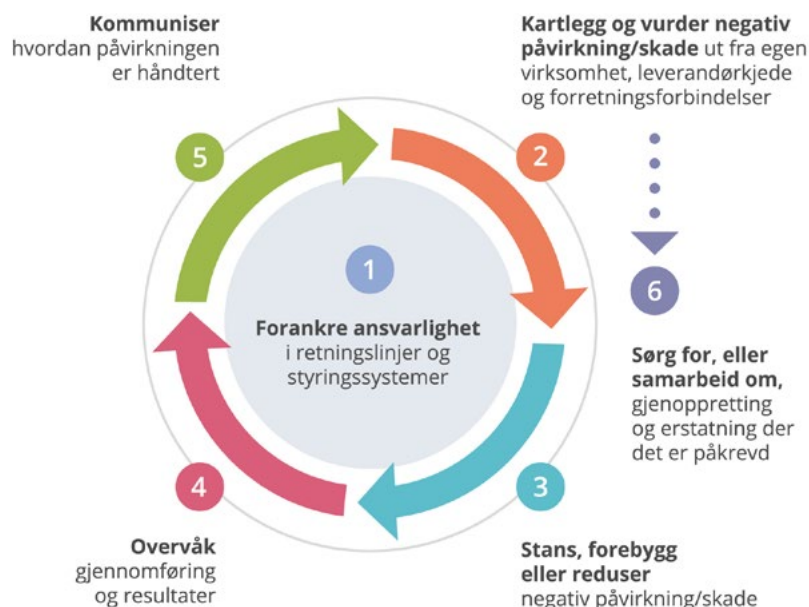 Kommuniser
hvordan påvirkningen
er håndtert
5
Kartlegg og vurder negativ
påvirkning/skade ut fra egen
virksomhet, leverandørkjede
og forretningsforbindelser
2
1
Forankre ansvarlighet
i retningslinjer og
styringssystemer
6
Sørg for, eller
samarbeid om,
gjenoppretting
og erstatning der
det er påkrevd
4
Overvåk
gjennomføring
og resultater
3
Stans, forebygg
eller reduser
negativ påvirkning/skade